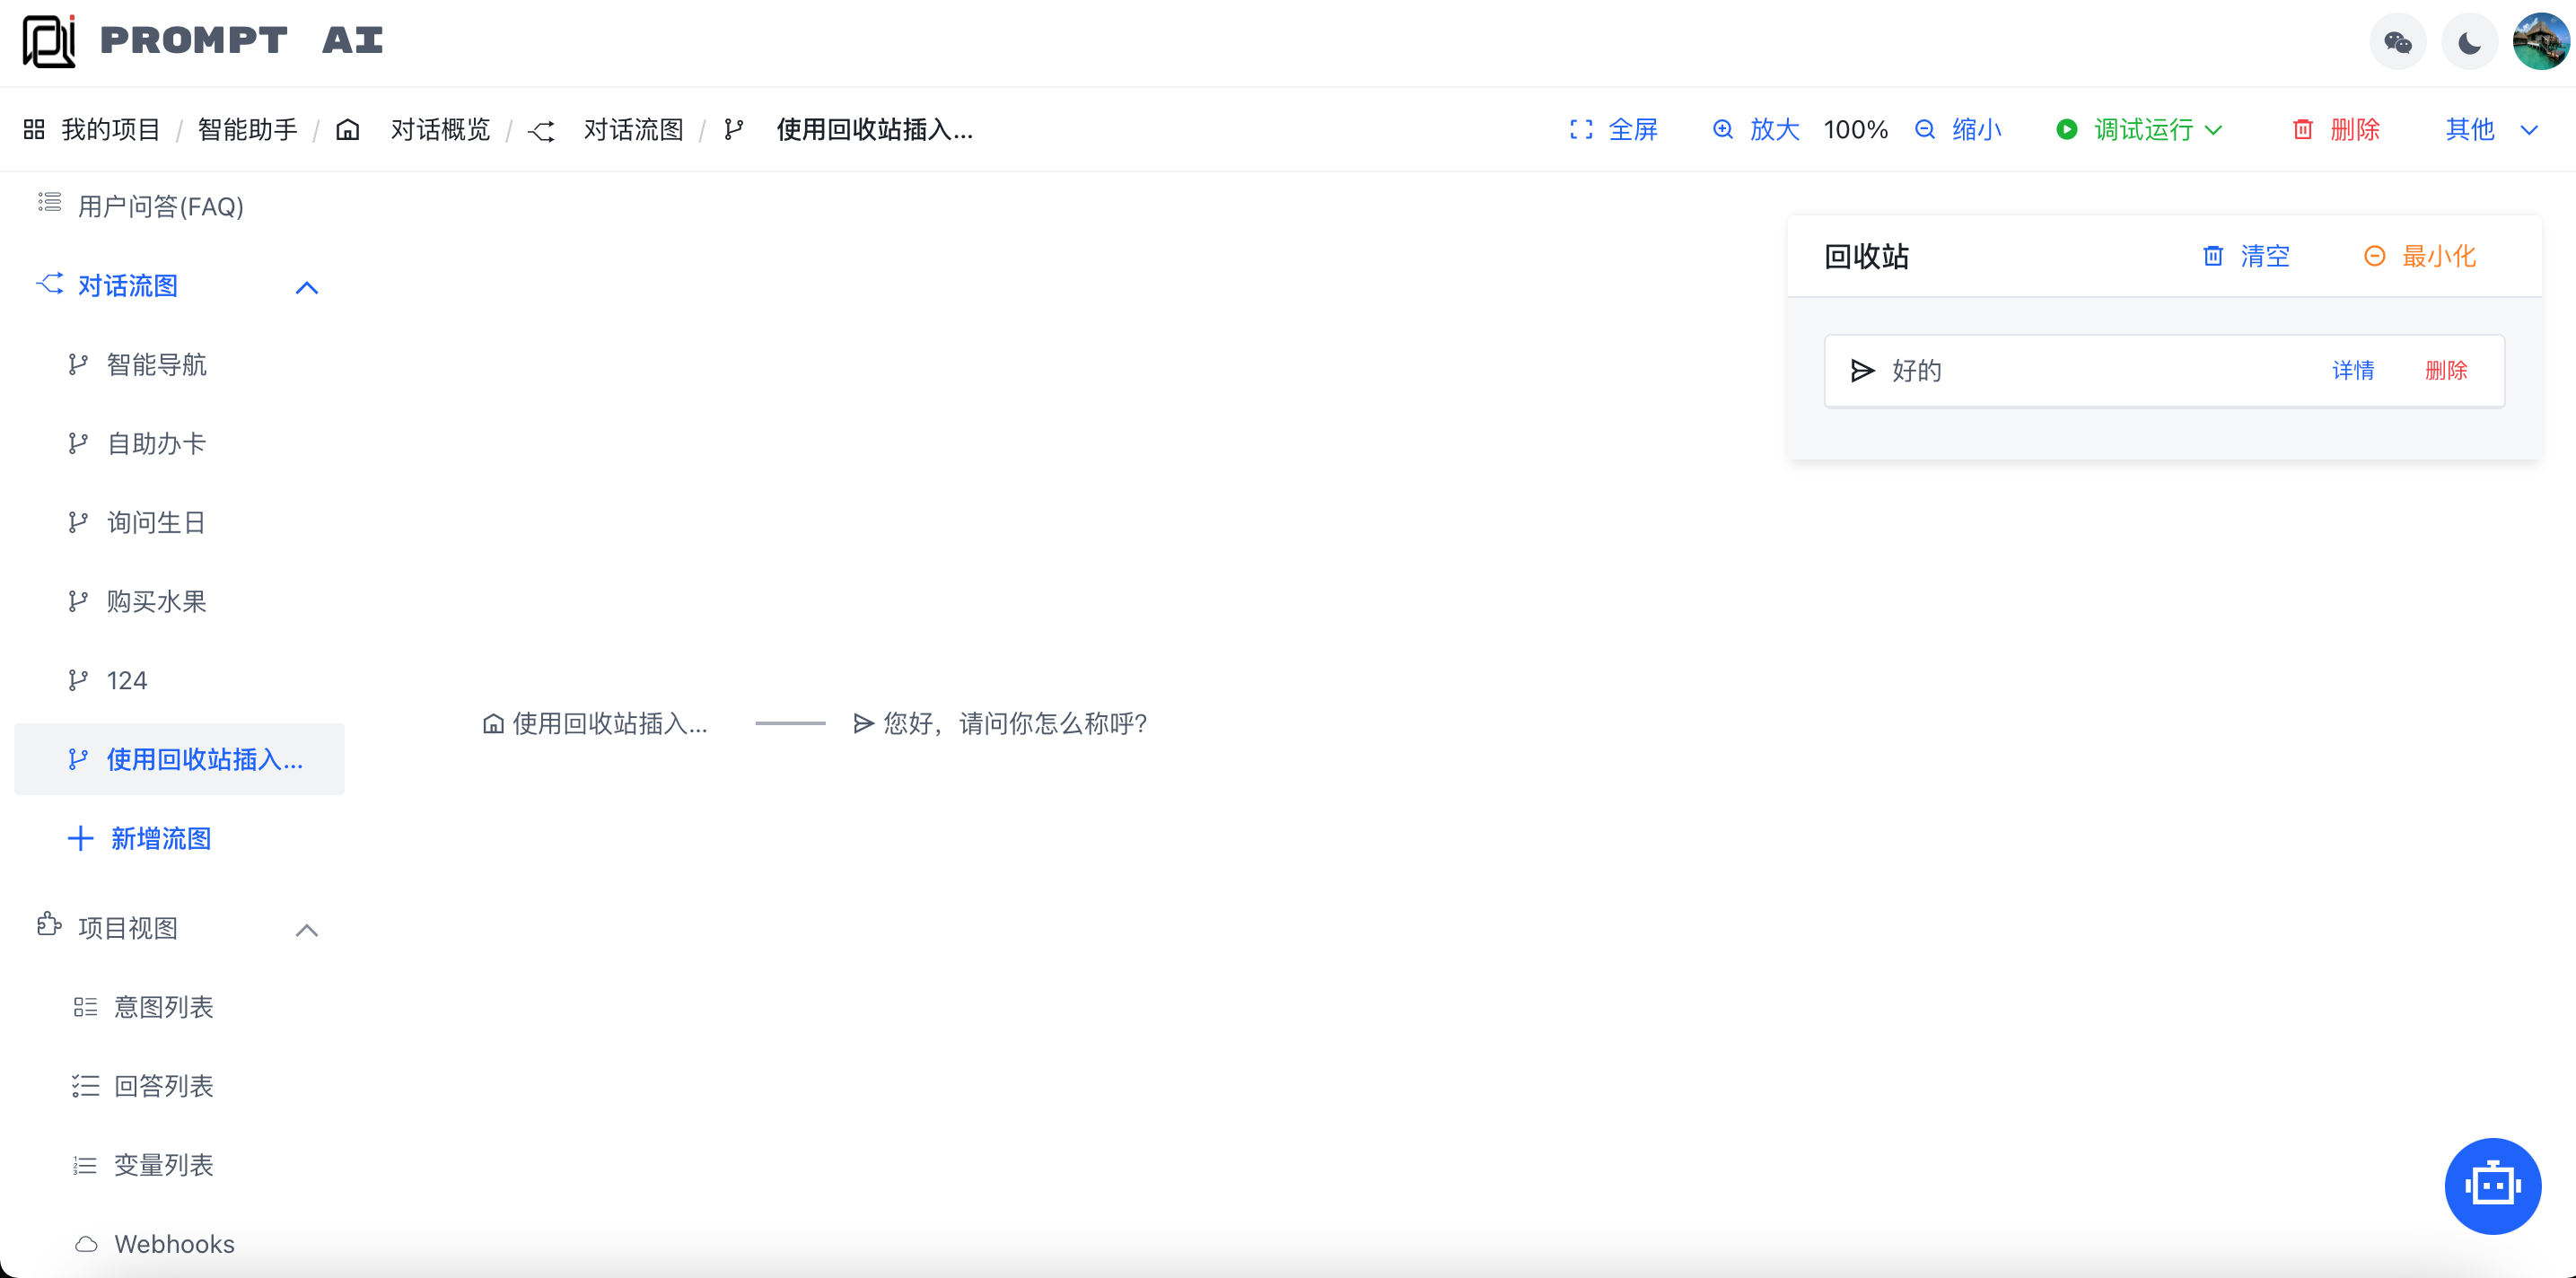 PROMPT AI
我的项目 / 智能助手 / 对话概览 / 对话流图 / 使用回收站插入...
全屏 放大 100% 缩小 调试运行 删除 其他
用户问答(FAQ)
对话流图
智能导航
自助办卡
询问生日
购买水果
124
使用回收站插入...
新增流图
项目视图
意图列表
回答列表
变量列表
Webhooks
使用回收站插入... 您好，请问你怎么称呼?
回收站 清空 最小化
好的 详情 删除